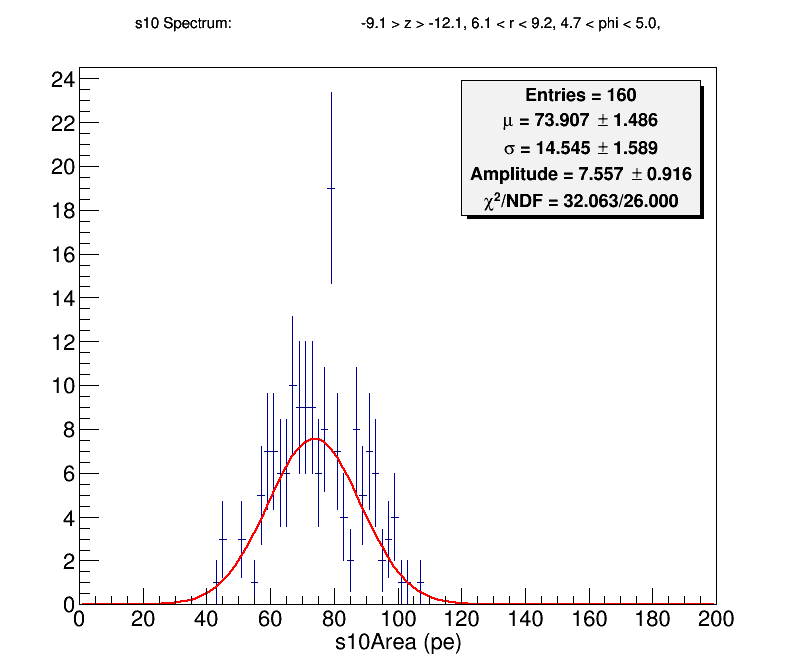 s10 Spectrum: -9.1 > z > -12.1, 6.1 < r < 9.2, 4.7 < phi < 5.0,
Entries = 160
μ = 73.907 ± 1.486
σ = 14.545 ± 1.589
Amplitude = 7.557 ± 0.916
χ²/NDF = 32.063/26.000
24
22
20
18
16
14
12
10
8
6
4
2
0
0 20 40 60 80 100 120 140 160 180 200
s10Area (pe)